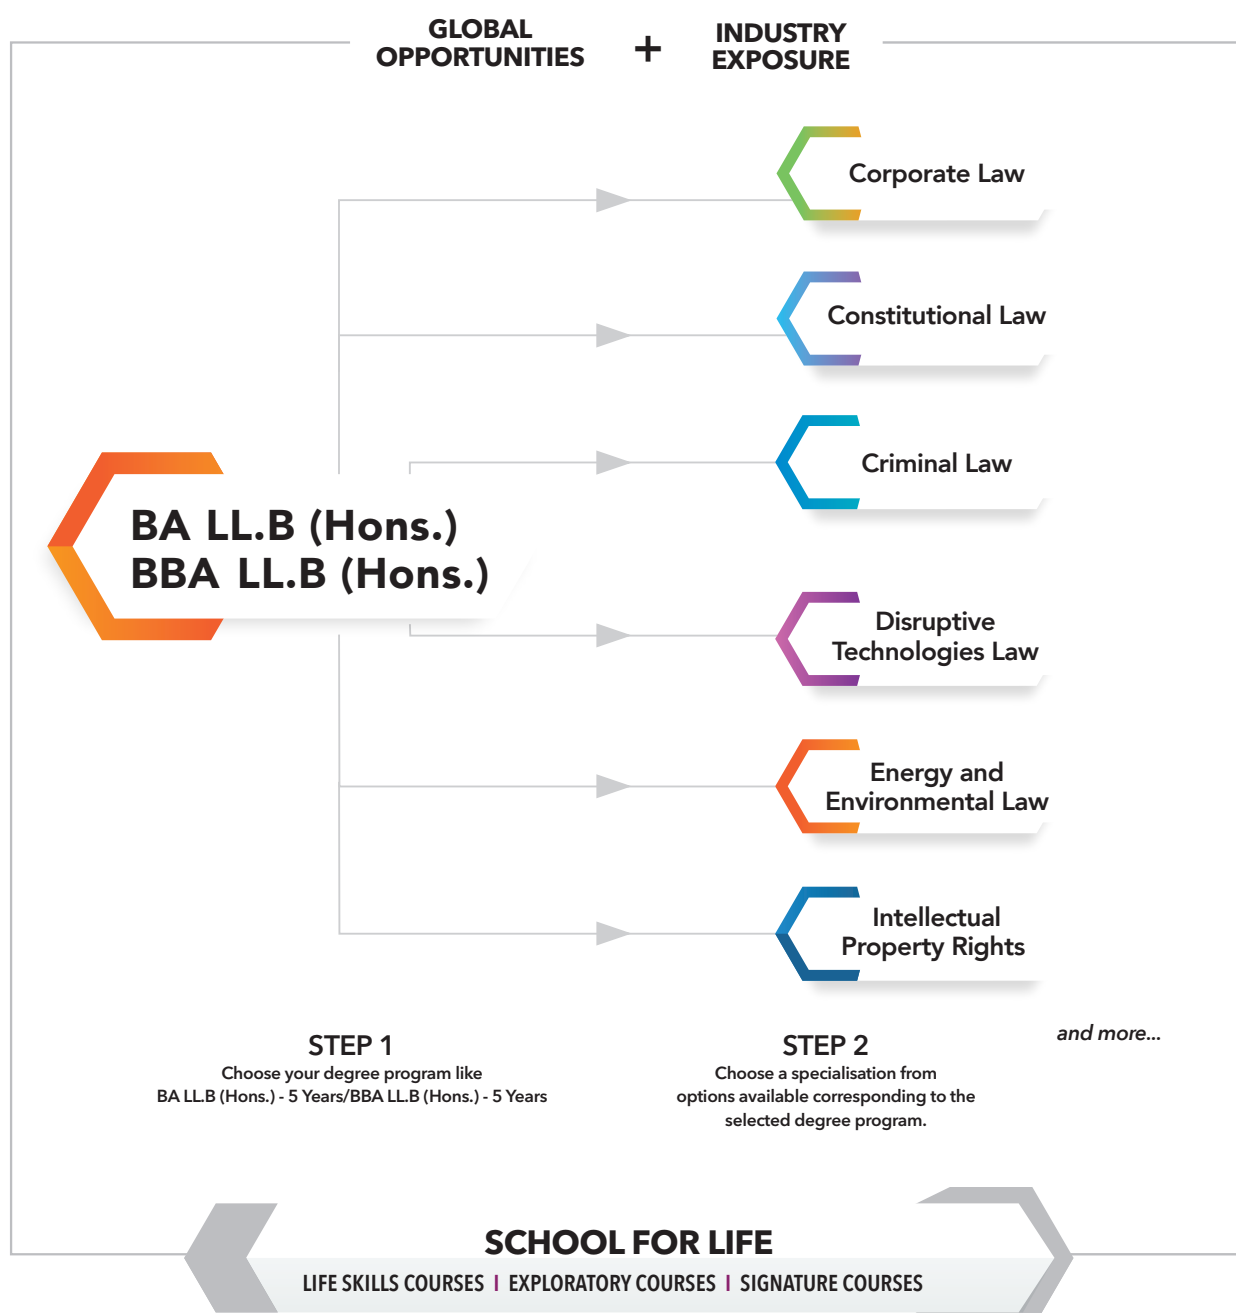 GLOBAL
OPPORTUNITIES
+
INDUSTRY
EXPOSURE
Corporate Law
Constitutional Law
Criminal Law
BA LL.B (Hons.)
BBA LL.B (Hons.)
Disruptive
Technologies Law
Energy and
Environmental Law
Intellectual
Property Rights
and more...
STEP 1
Choose your degree program like
BA LL.B (Hons.) - 5 Years/BBA LL.B (Hons.) - 5 Years
STEP 2
Choose a specialisation from
options available corresponding to the
selected degree program.
SCHOOL FOR LIFE
LIFE SKILLS COURSES I EXPLORATORY COURSES I SIGNATURE COURSES